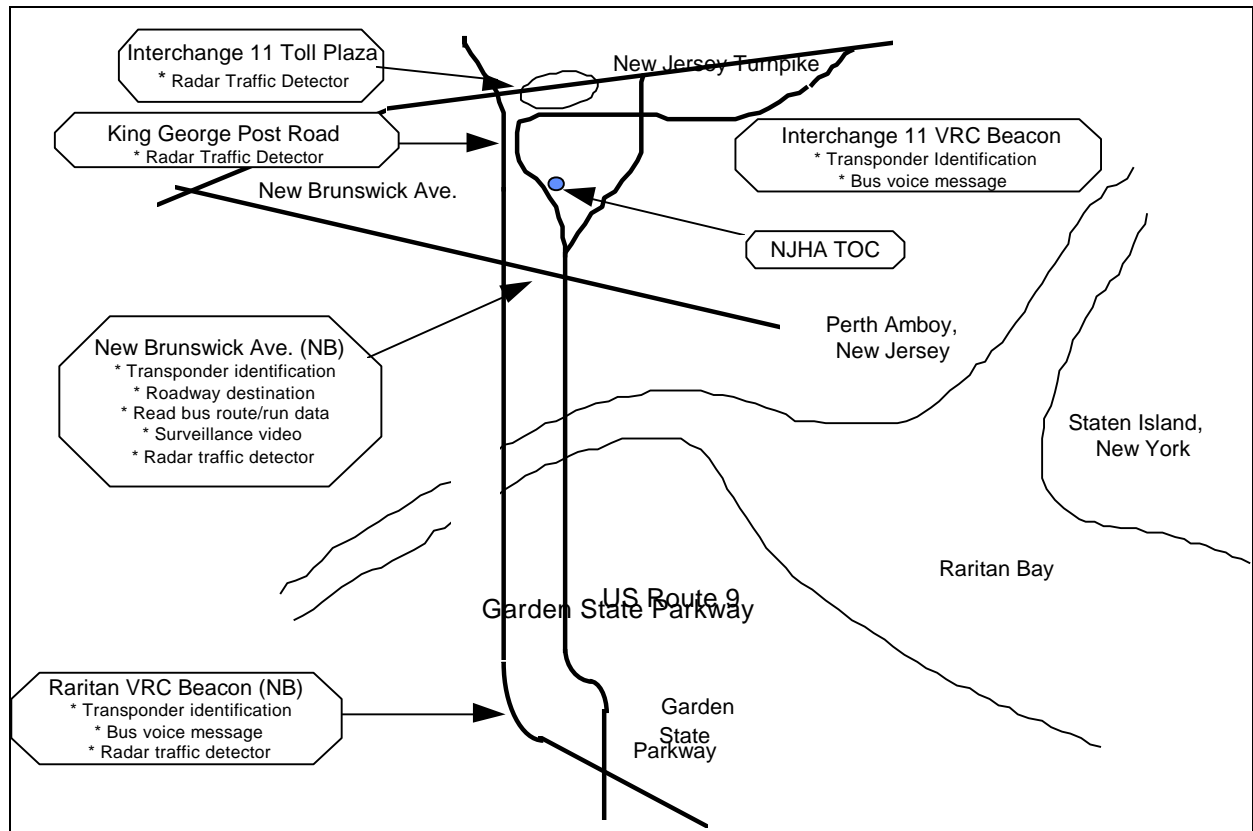 Interchange 11 Toll Plaza
* Radar Traffic Detector
New Jersey Turnpike
King George Post Road
* Radar Traffic Detector
Interchange 11 VRC Beacon
* Transponder Identification
* Bus voice message
New Brunswick Ave.
NJHA TOC
New Brunswick Ave. (NB)
* Transponder identification
* Roadway destination
* Read bus route/run data
* Surveillance video
* Radar traffic detector
Perth Amboy,
New Jersey
Staten Island,
New York
Raritan Bay
US Route 9
Garden State Parkway
Raritan VRC Beacon (NB)
* Transponder identification
* Bus voice message
* Radar traffic detector
Garden
State
Parkway